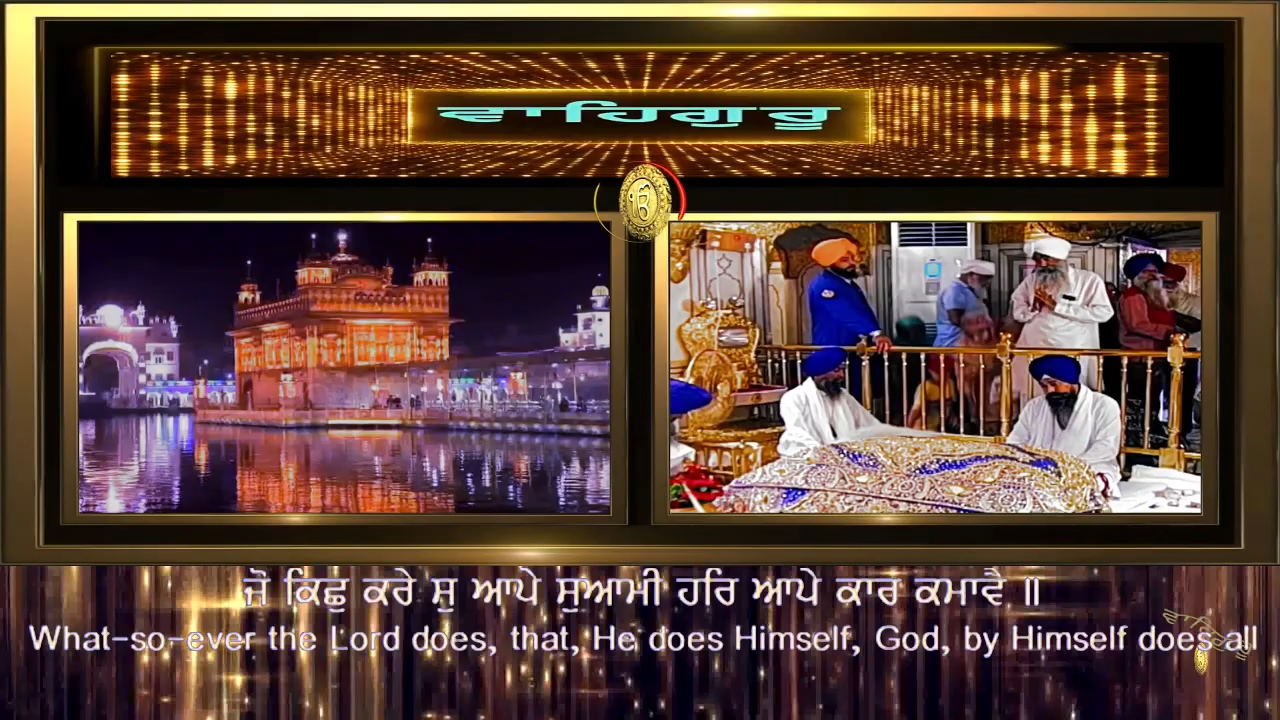 ਵਾਹਿਗੁਰੂ
ੴ
ਜੋ ਕਿਛੁ ਕਰੇ ਸੁ ਆਪੇ ਸੁਆਮੀ ਹਰਿ ਆਪੇ ਕਾਰ ਕਮਾਵੈ ॥
What-so-ever the Lord does, that, He does Himself, God, by Himself does all